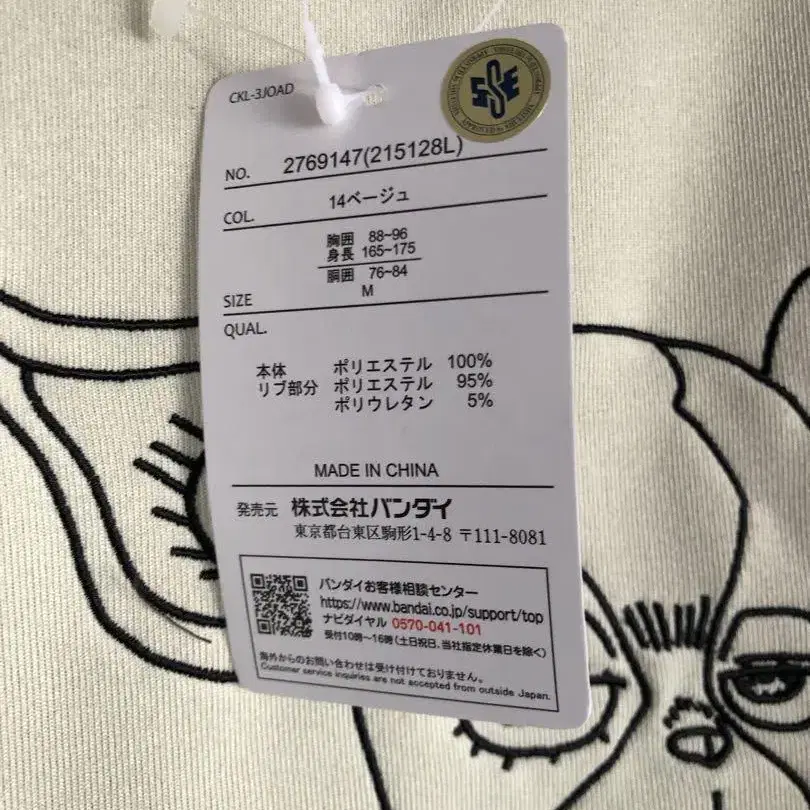 CKL-3JOAD
SSE
NO. 2769147(215128L)
COL. 14ベージュ
胸囲 88~96
身長 165~175
胴囲 76~84
SIZE M
QUAL.
本体 ポリエステル 100%
リブ部分 ポリエステル 95%
ポリウレタン 5%
MADE IN CHINA
発売元 株式会社バンダイ
東京都台東区駒形1-4-8 〒111-8081
バンダイお客様相談センター
https://www.bandai.co.jp/support/top
ナビダイヤル 0570-041-101
受付10時~16時(土日祝日、当社指定休業日を除く)
海外からのお問い合わせは受け付けておりません。
Customer service inquiries are not accepted from outside Japan.